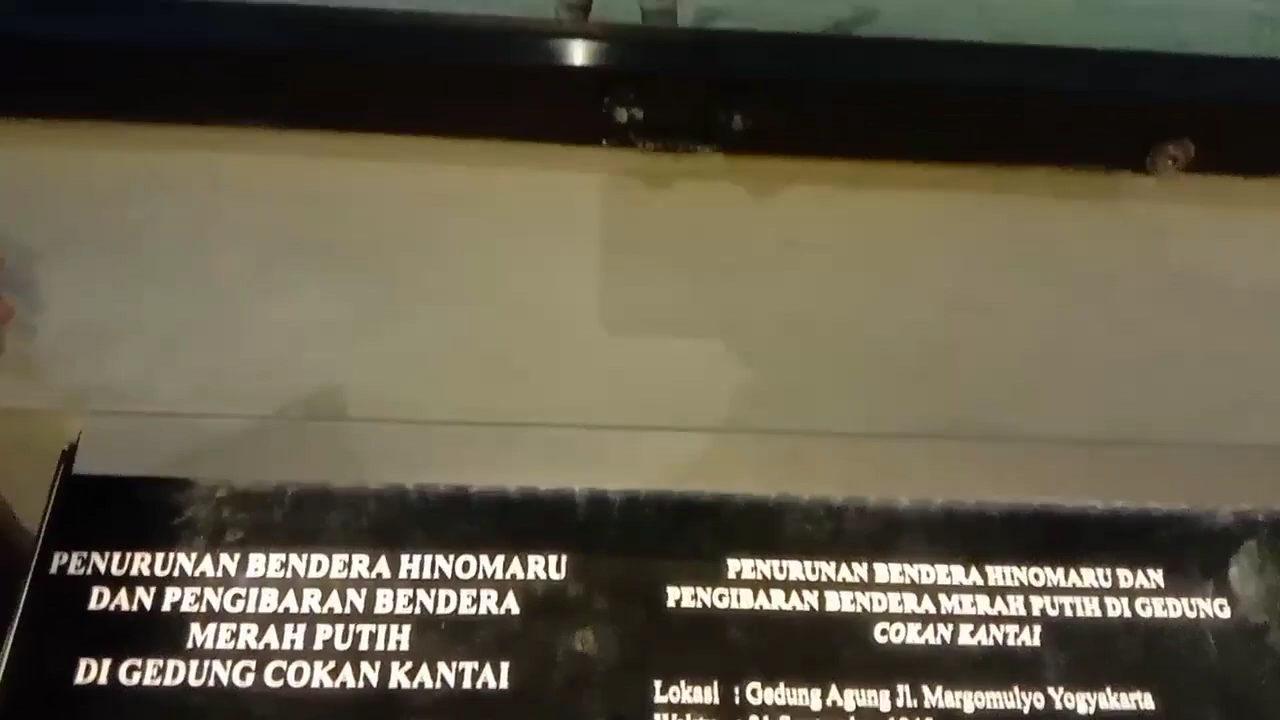 PENURUNAN BENDERA HINOMARU
DAN PENGIBARAN BENDERA
MERAH PUTIH
DI GEDUNG COKAN KANTAI
PENURUNAN BENDERA HINOMARU DAN
PENGIBARAN BENDERA MERAH PUTIH DI GEDUNG
COKAN KANTAI
Lokasi : Gedung Agung Jl. Margomulyo Yogyakarta